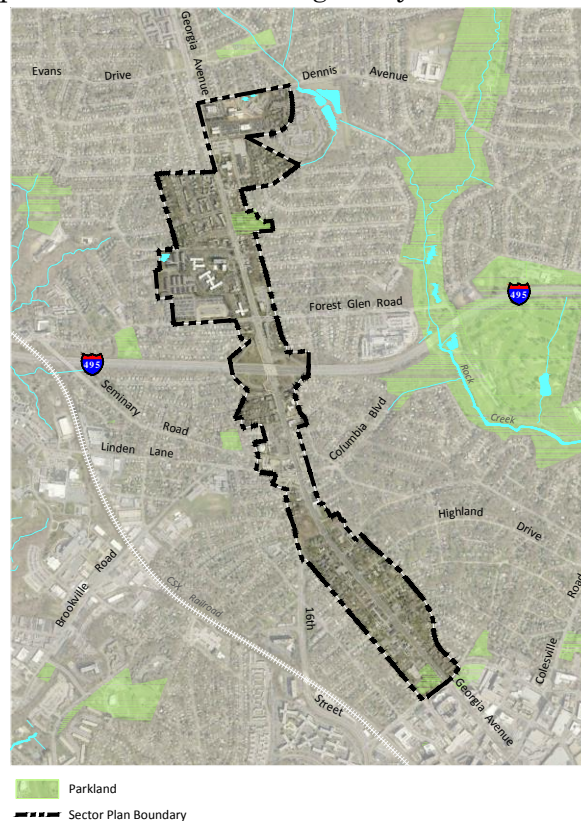 Georgia Avenue
Evans Drive
Dennis Avenue
Forest Glen Road
495
495
Rock
Creek
Seminary
Road
Columbia Blvd
Linden Lane
Highland
Drive
Brookville Road
CSX Railroad
16th
Street
Road
Colesville
Georgia Avenue
Parkland
Sector Plan Boundary